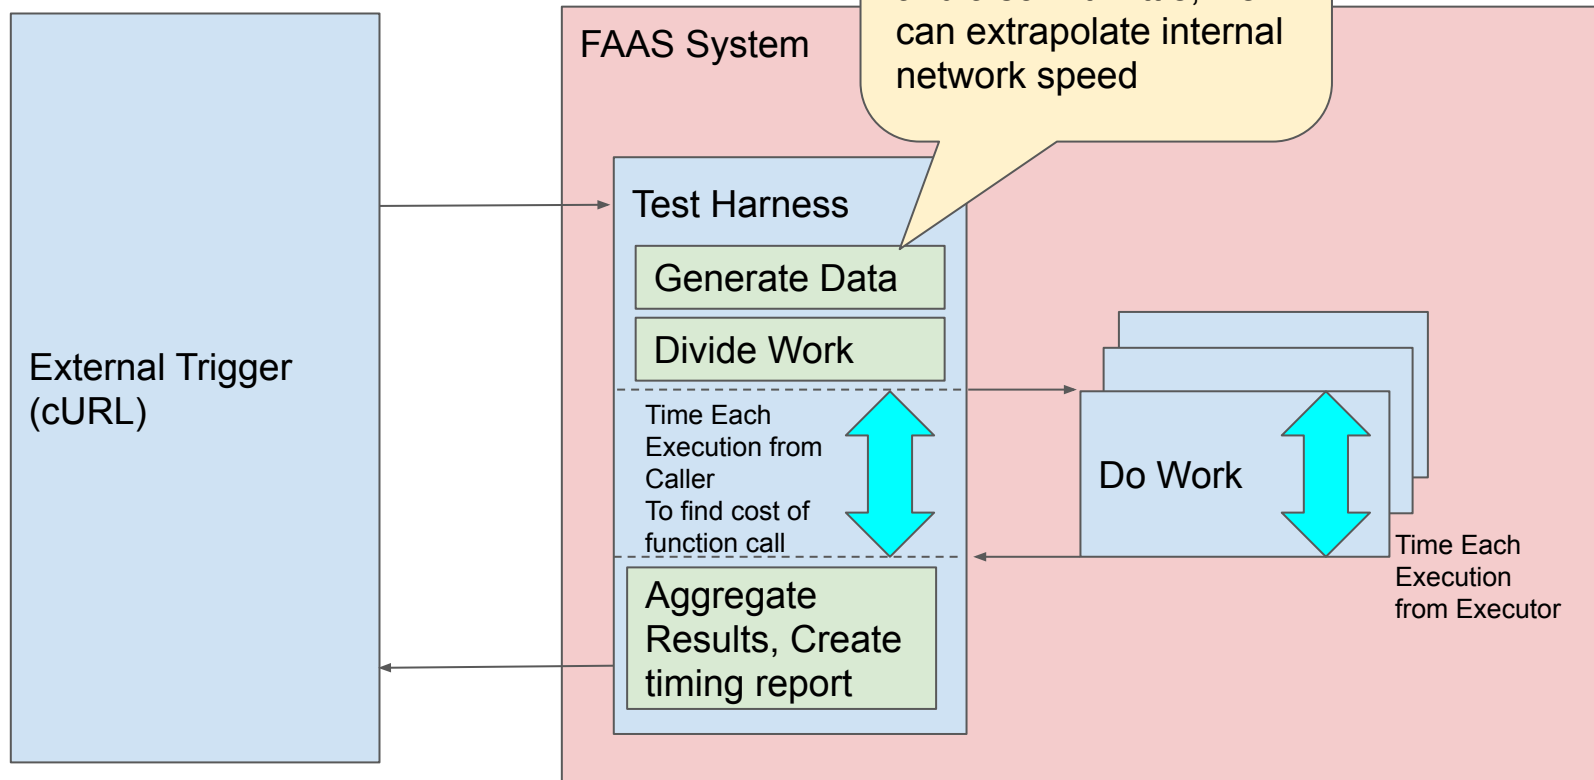 FAAS System
can extrapolate internal
network speed
Test Harness
Generate Data
Divide Work
External Trigger
(cURL)
Time Each
Execution from
Caller
To find cost of
function call
Do Work
Time Each
Execution
from Executor
Aggregate
Results, Create
timing report